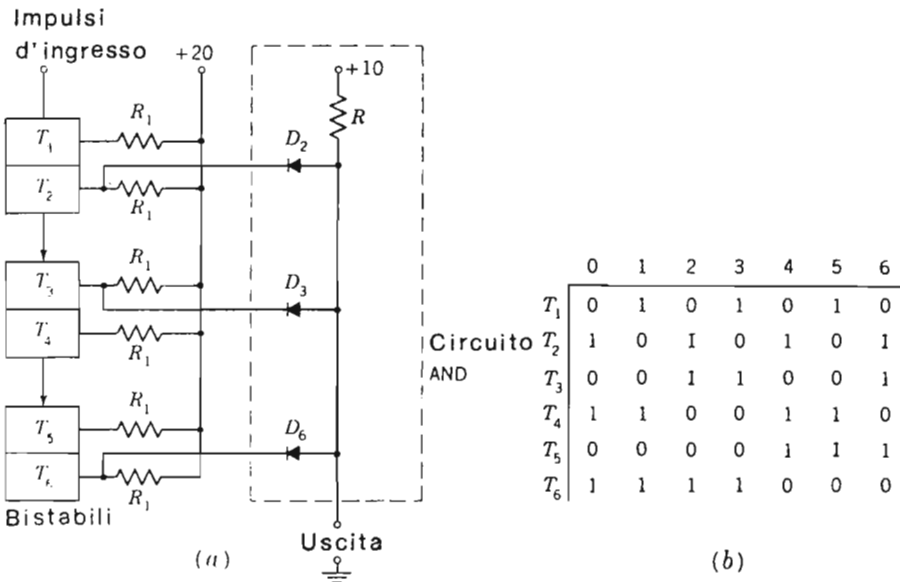 Impulsi
d'ingresso
+20
+10
R₁
R
T₁
D₂
T₂
R₁
R₁
T₃
D₃
T₄
R₁
Circuito
AND
R₁
T₅
D₆
T₆
R₁
Bistabili
Uscita
(a)
0 1 2 3 4 5 6
T₁ 0 1 0 1 0 1 0
T₂ 1 0 1 0 1 0 1
T₃ 0 0 1 1 0 0 1
T₄ 1 1 0 0 1 1 0
T₅ 0 0 0 0 1 1 1
T₆ 1 1 1 1 0 0 0
(b)